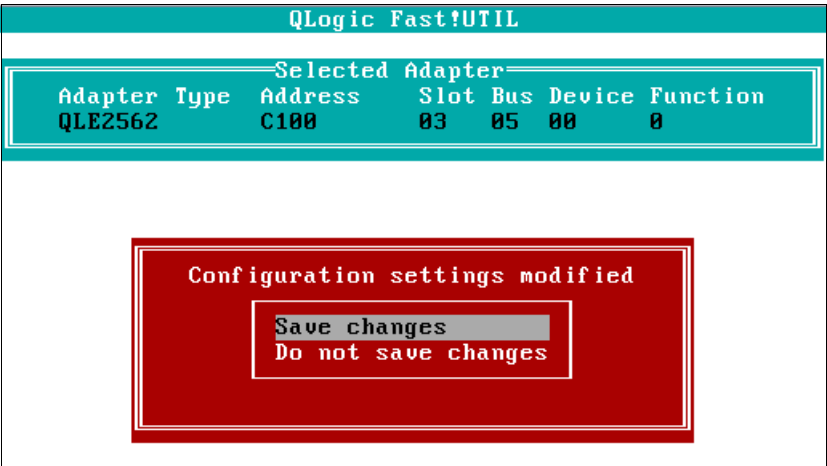 QLogic Fast!UTIL
Selected Adapter
Adapter Type Address Slot Bus Device Function
QLE2562 C100 03 05 00 0
Configuration settings modified
Save changes
Do not save changes